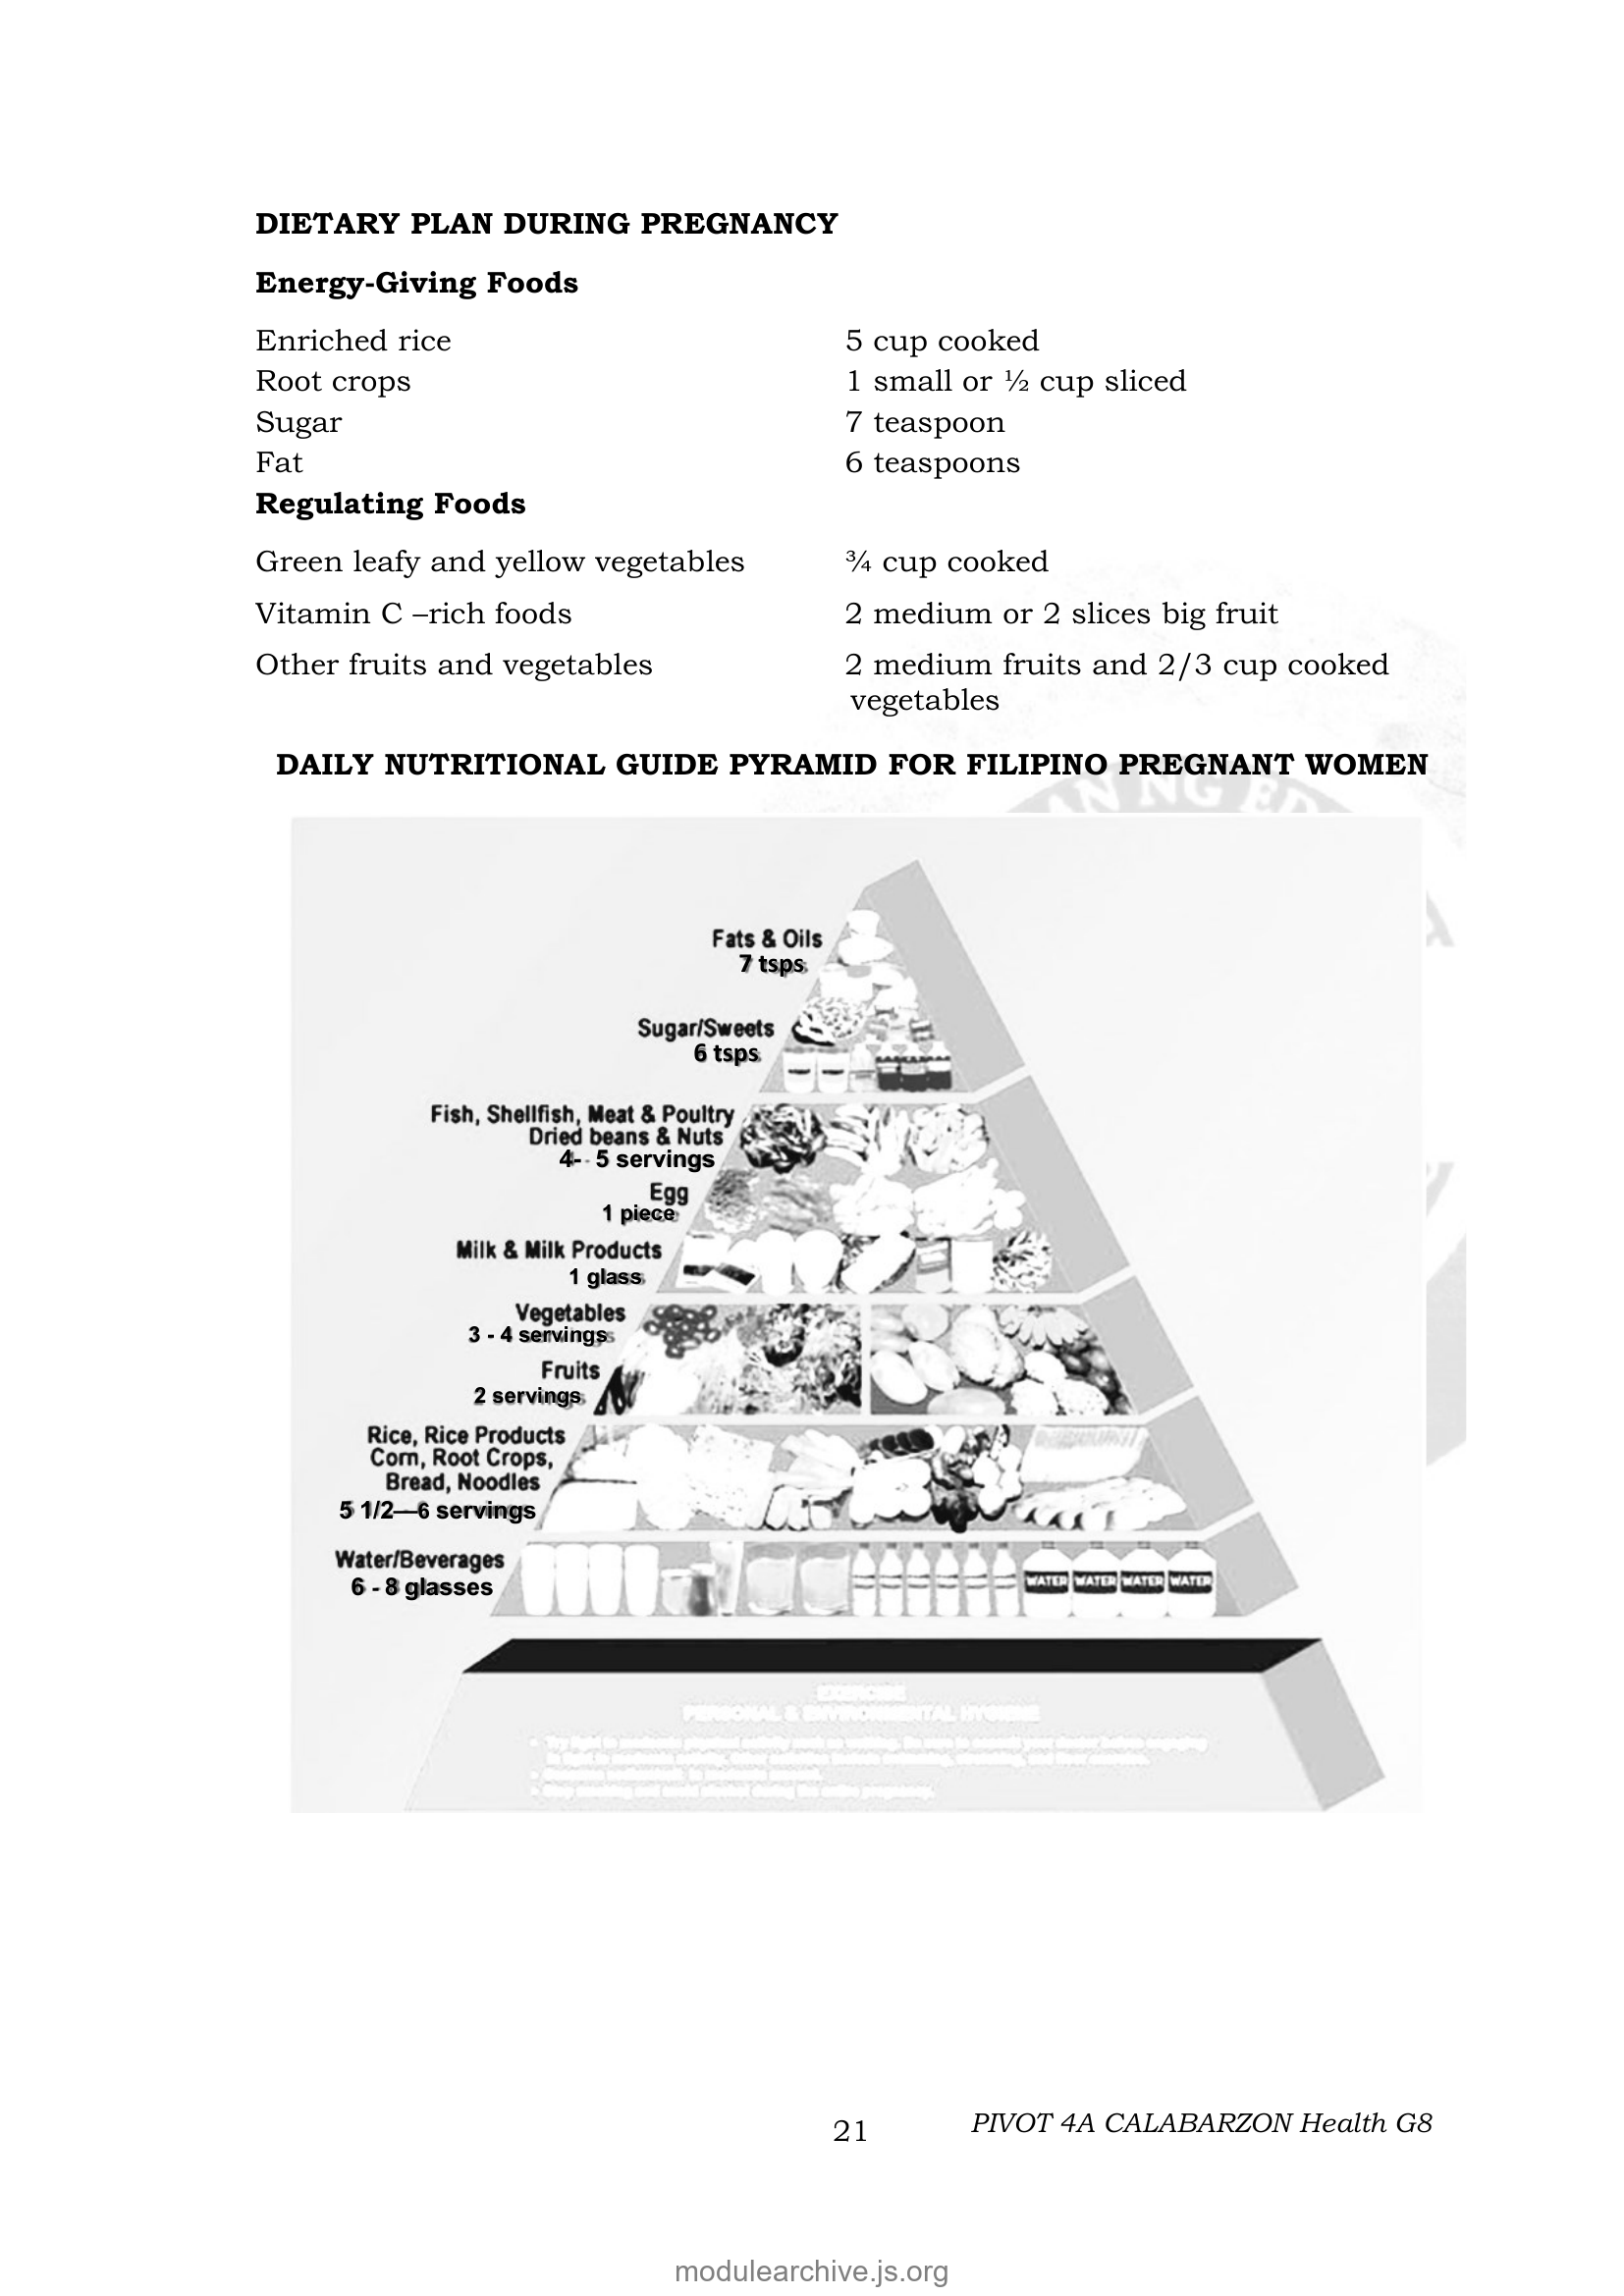 DIETARY PLAN DURING PREGNANCY
Energy-Giving Foods
Enriched rice 5 cup cooked
Root crops 1 small or ½ cup sliced
Sugar 7 teaspoon
Fat 6 teaspoons
Regulating Foods
Green leafy and yellow vegetables ¾ cup cooked
Vitamin C –rich foods 2 medium or 2 slices big fruit
Other fruits and vegetables 2 medium fruits and 2/3 cup cooked
vegetables
DAILY NUTRITIONAL GUIDE PYRAMID FOR FILIPINO PREGNANT WOMEN
AN NG ED
Fats & Oils
7 tsps
Sugar/Sweets
6 tsps
Fish, Shellfish, Meat & Poultry
Dried beans & Nuts
4- 5 servings
Egg
1 piece
Milk & Milk Products
1 glass
Vegetables
3 - 4 servings
Fruits
2 servings
Rice, Rice Products
Corn, Root Crops,
Bread, Noodles
5 1/2—6 servings
Water/Beverages
6 - 8 glasses
WATER WATER WATER WATER
EXERCISE
PERSONAL & ENVIRONMENTAL HYGIENE
21 PIVOT 4A CALABARZON Health G8
modulearchive.js.org